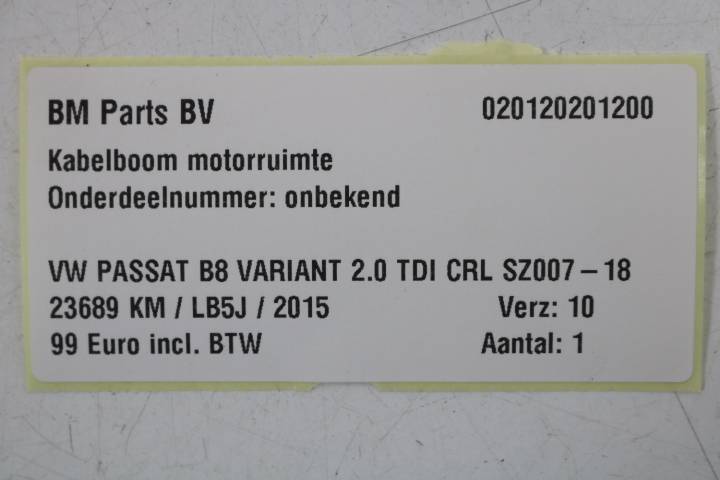 BM Parts BV 020120201200
Kabelboom motorruimte
Onderdeelnummer: onbekend
VW PASSAT B8 VARIANT 2.0 TDI CRL SZ007-18
23689 KM / LB5J / 2015 Verz: 10
99 Euro incl. BTW Aantal: 1